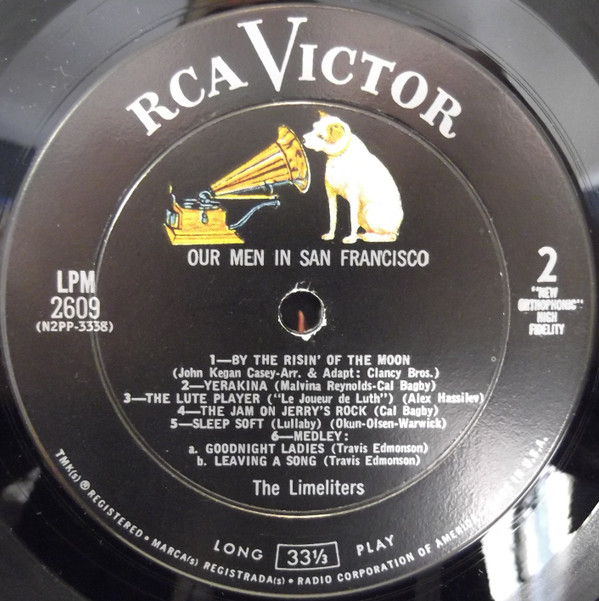 RCA VICTOR
OUR MEN IN SAN FRANCISCO
LPM
2609
(N2PP-3338)
2
"NEW
ORTHOPHONIC"
HIGH
FIDELITY
1—BY THE RISIN' OF THE MOON
(John Kegan Casey-Arr. & Adapt: Clancy Bros.)
2—YERAKINA (Malvina Reynolds-Cal Bagby)
3—THE LUTE PLAYER ("Le Joueur de Luth") (Alex Hassilev)
4—THE JAM ON JERRY'S ROCK (Cal Bagby)
5—SLEEP SOFT (Lullaby) (Okun-Olsen-Warwick)
6—MEDLEY:
a. GOODNIGHT LADIES (Travis Edmonson)
b. LEAVING A SONG (Travis Edmonson)
The Limeliters
LONG 33⅓ PLAY
TMK(s) ® REGISTERED • MARCA(s) REGISTRADA(s) • RADIO CORPORATION OF AMERICA IN U.S.A.